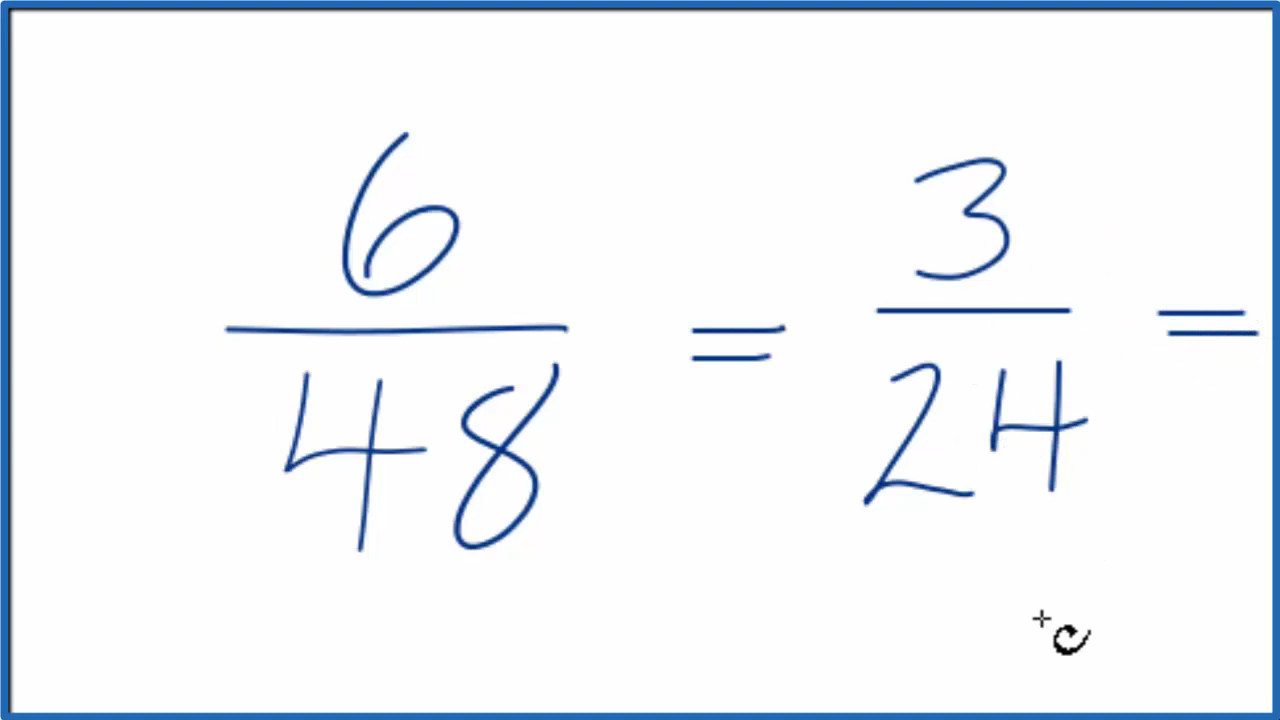 6/48 = 3/24 =